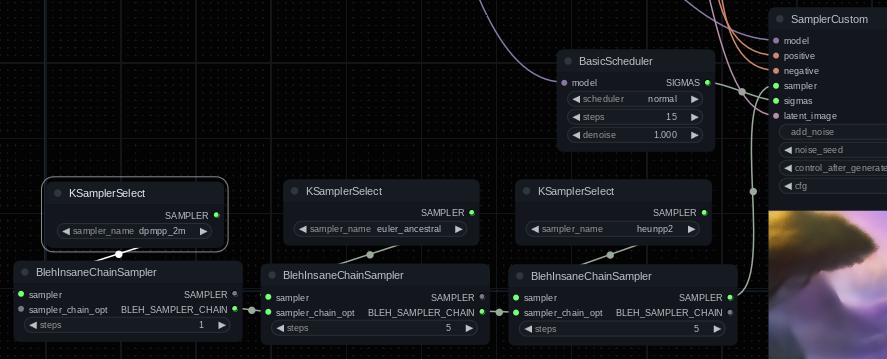 SamplerCustom
model
positive
negative
sampler
sigmas
latent_image
add_noise
noise_seed
control_after_generate
cfg
BasicScheduler
model SIGMAS
scheduler normal
steps 15
denoise 1.000
KSamplerSelect
SAMPLER
sampler_name dpmpp_2m
KSamplerSelect
SAMPLER
sampler_name euler_ancestral
KSamplerSelect
SAMPLER
sampler_name heunpp2
BlehInsaneChainSampler
sampler SAMPLER
sampler_chain_opt BLEH_SAMPLER_CHAIN
steps 1
BlehInsaneChainSampler
sampler SAMPLER
sampler_chain_opt BLEH_SAMPLER_CHAIN
steps 5
BlehInsaneChainSampler
sampler SAMPLER
sampler_chain_opt BLEH_SAMPLER_CHAIN
steps 5